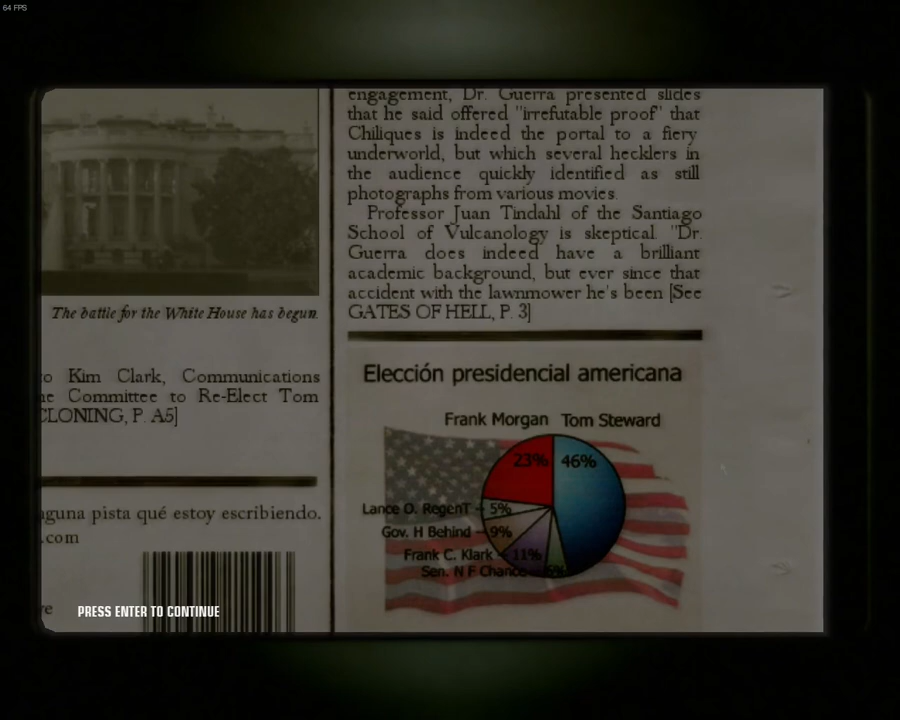 64 FPS
The battle for the White House has begun.
to Kim Clark, Communications
Committee to Re-Elect Tom
CLONING, P. A5]
pista qué estoy escribiendo.
.com
engagement, Dr. Guerra presented slides
that he said offered "irrefutable proof" that
Chiliques is indeed the portal to a fiery
underworld, but which several hecklers in
the audience quickly identified as still
photographs from various movies.
Professor Juan Tindahl of the Santiago
School of Vulcanology is skeptical. "Dr.
Guerra does indeed have a brilliant
academic background, but ever since that
accident with the lawnmower he's been [See
GATES OF HELL, P. 3]
Elección presidencial americana
Frank Morgan Tom Steward
23% 46%
Lance O. RegenT 5%
Gov. H Behind 9%
Frank C. Klark 11%
Sen. N F Chance 6%
PRESS ENTER TO CONTINUE